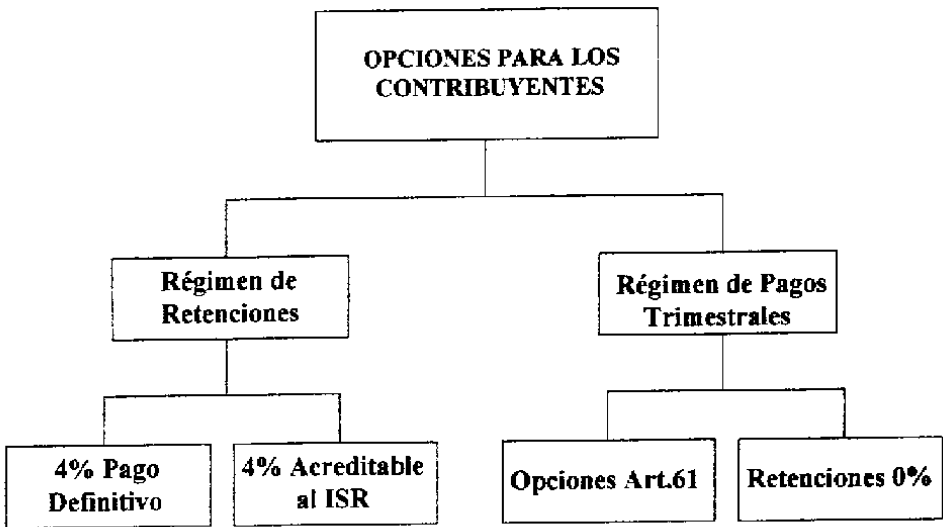 OPCIONES PARA LOS
CONTRIBUYENTES
Régimen de
Retenciones
Régimen de Pagos
Trimestrales
4% Pago
Definitivo
4% Acreditable
al ISR
Opciones Art.61
Retenciones 0%